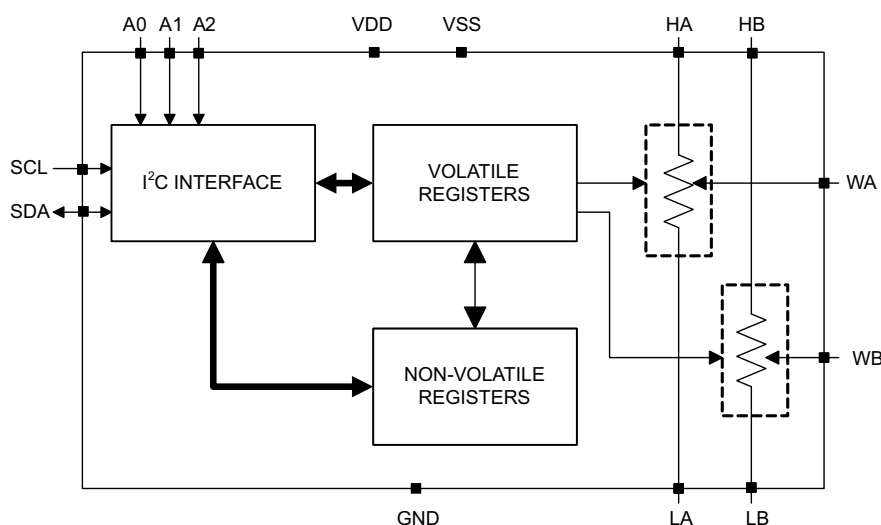 A0 A1 A2 VDD VSS HA HB
SCL
SDA
I²C INTERFACE
VOLATILE
REGISTERS
WA
NON-VOLATILE
REGISTERS
WB
GND LA LB